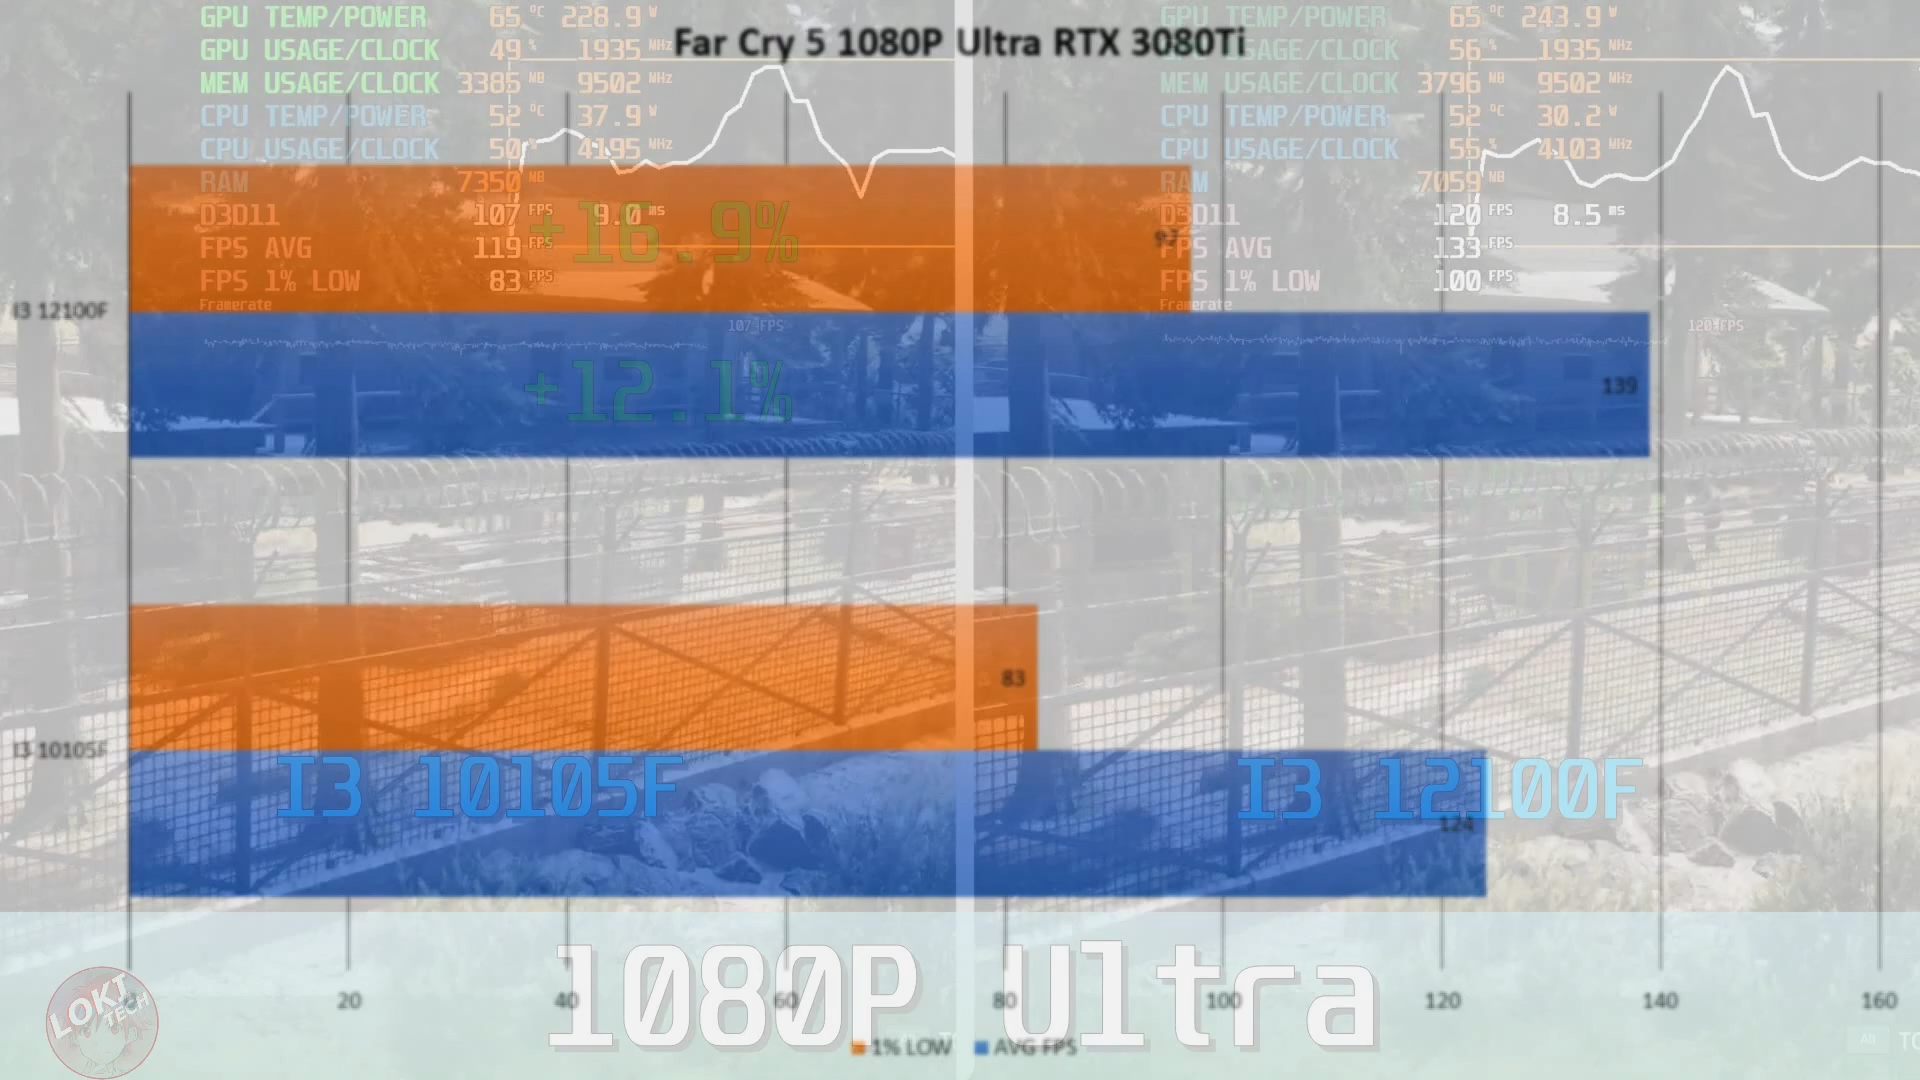 Far Cry 5 1080P Ultra RTX 3080Ti
GPU TEMP/POWER 65 °C 228.9 W
GPU USAGE/CLOCK 49 % 1935 MHz
MEM USAGE/CLOCK 3385 MB 9502 MHz
CPU TEMP/POWER 52 °C 37.9 W
CPU USAGE/CLOCK 50 % 4195 MHz
RAM 7350 MB
D3D11 107 FPS 9.0 ms
FPS AVG 119 FPS
FPS 1% LOW 83 FPS
Framerate
107 FPS
GPU TEMP/POWER 65 °C 243.9 W
GPU USAGE/CLOCK 56 % 1935 MHz
MEM USAGE/CLOCK 3796 MB 9502 MHz
CPU TEMP/POWER 52 °C 30.2 W
CPU USAGE/CLOCK 55 % 4103 MHz
RAM 7059 MB
D3D11 120 FPS 8.5 ms
FPS AVG 133 FPS
FPS 1% LOW 100 FPS
Framerate
120 FPS
+16.9%
I3 12100F
+12.1%
139
83
I3 10105F
I3 10105F
I3 12100F
124
1080P Ultra
20 40 60 80 100 120 140 160
1% LOW AVG FPS
LOKT
TECH